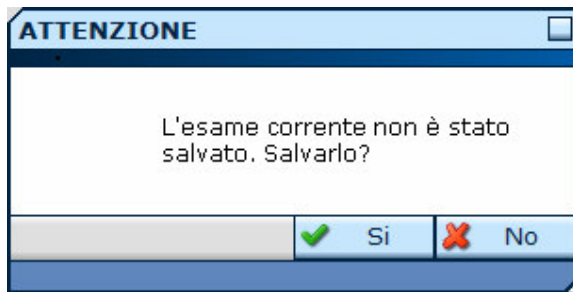 ATTENZIONE
L'esame corrente non è stato
salvato. Salvarlo?
Si No